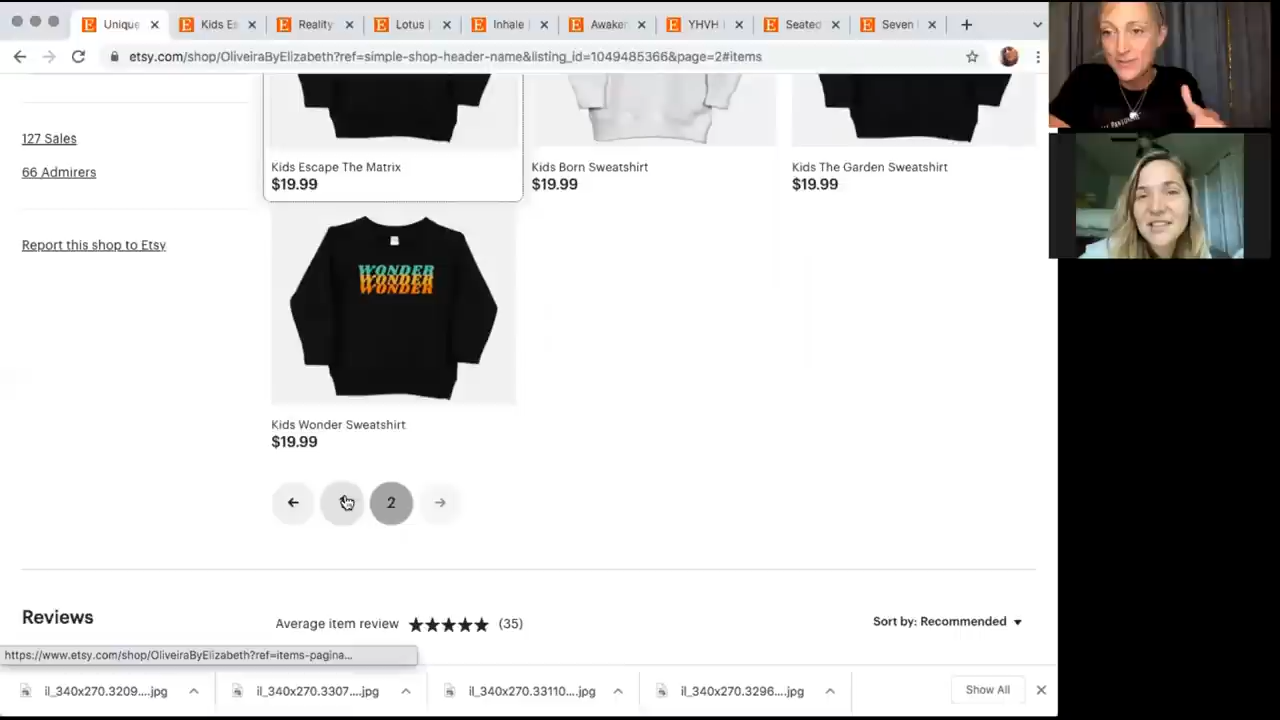 Unique
Kids Es
Reality
Lotus
Inhale
Awaker
YHVH
Seated
Seven
etsy.com/shop/OliveiraByElizabeth?ref=simple-shop-header-name&listing_id=1049485366&page=2#items
127 Sales
66 Admirers
Report this shop to Etsy
Kids Escape The Matrix
$19.99
Kids Born Sweatshirt
$19.99
Kids The Garden Sweatshirt
$19.99
WONDER
WONDER
WONDER
Kids Wonder Sweatshirt
$19.99
2
Reviews
Average item review
(35)
Sort by: Recommended
https://www.etsy.com/shop/OliveiraByElizabeth?ref=items-pagina...
il_340x270.3209....jpg
il_340x270.3307....jpg
il_340x270.33110....jpg
il_340x270.3296....jpg
Show All